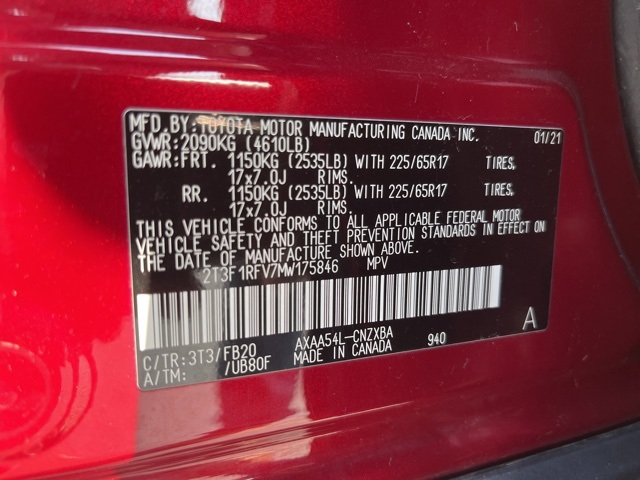 MFD. BY: TOYOTA MOTOR MANUFACTURING CANADA INC. 01/21
GVWR: 2090KG (4610LB)
GAWR: FRT. 1150KG (2535LB) WITH 225/65R17 TIRES,
17x7.0J RIMS.
RR. 1150KG (2535LB) WITH 225/65R17 TIRES,
17x7.0J RIMS.
THIS VEHICLE CONFORMS TO ALL APPLICABLE FEDERAL MOTOR
VEHICLE SAFETY AND THEFT PREVENTION STANDARDS IN EFFECT ON
THE DATE OF MANUFACTURE SHOWN ABOVE.
2T3F1RFV7MW175846 MPV
C/TR: 3T3/FB20 AXAA54L-CNZXBA 940 A
A/TM: /UB80F MADE IN CANADA